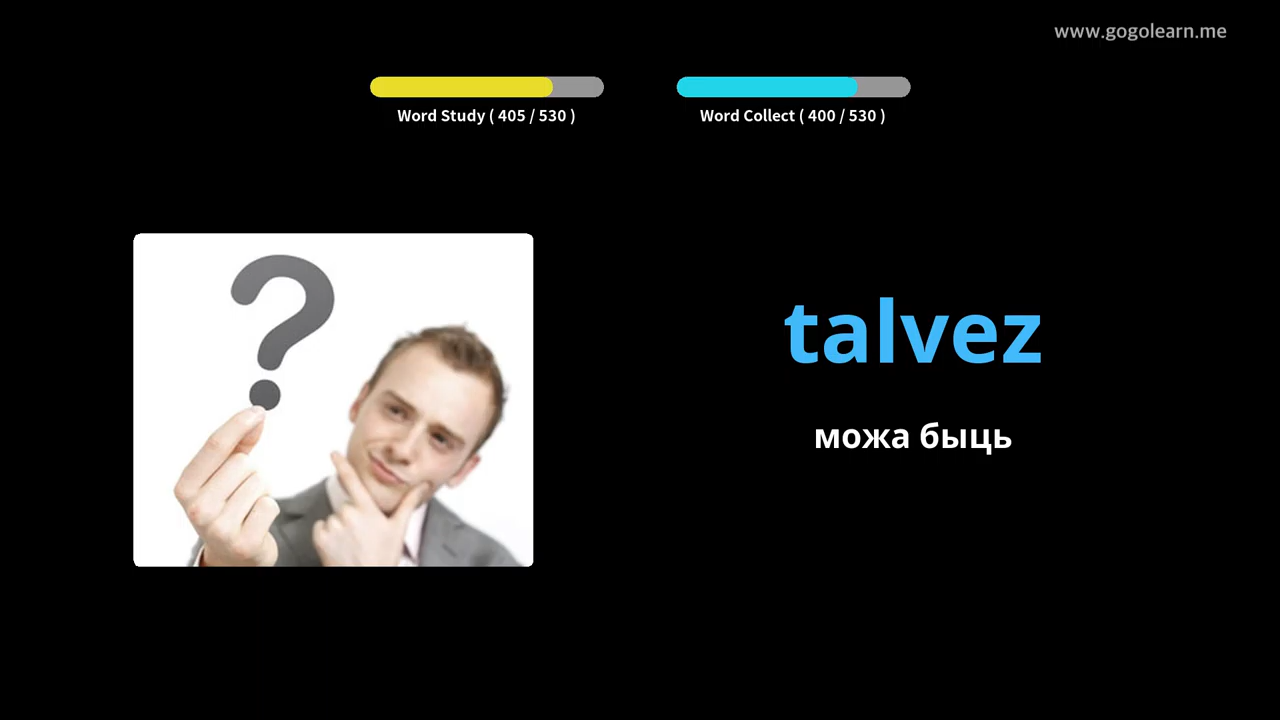 www.gogolearn.me
Word Study ( 405 / 530 )
Word Collect ( 400 / 530 )
?
talvez
можа быць